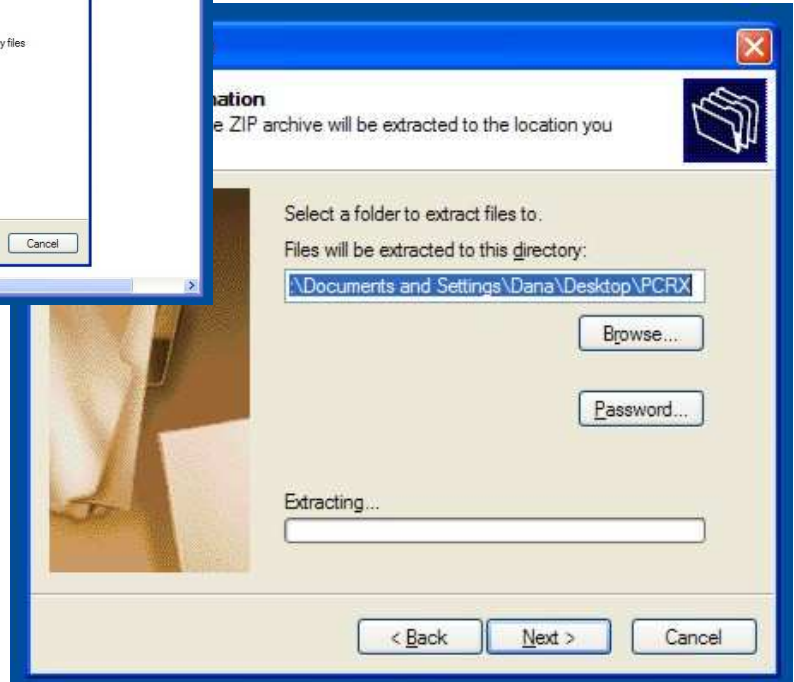 y files
Cancel
ation
e ZIP archive will be extracted to the location you
Select a folder to extract files to.
Files will be extracted to this directory:
:\Documents and Settings\Dana\Desktop\PCRX
Browse...
Password...
Extracting...
< Back Next > Cancel